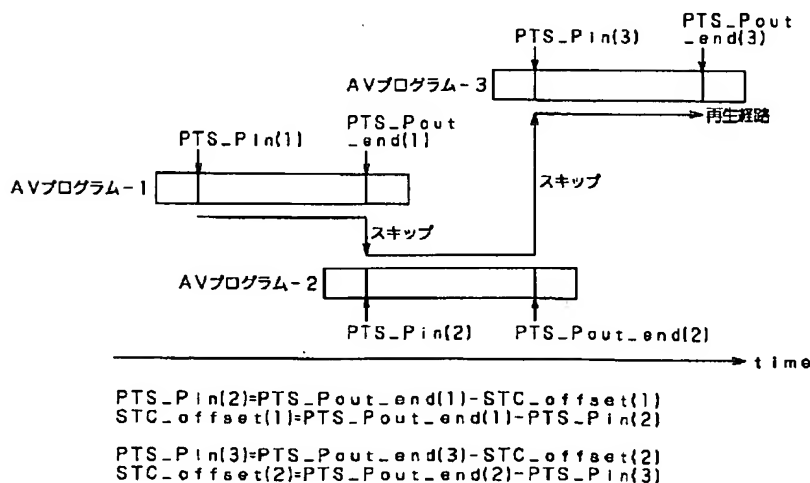 PTS_Pin(3)
PTS_Pout
_end(3)
AVプログラム-3
再生経路
PTS_Pin(1)
PTS_Pout
_end(1)
スキップ
AVプログラム-1
スキップ
AVプログラム-2
PTS_Pin(2)
PTS_Pout_end(2)
time
PTS_Pin(2)=PTS_Pout_end(1)-STC_offset(1)
STC_offset(1)=PTS_Pout_end(1)-PTS_Pin(2)
PTS_Pin(3)=PTS_Pout_end(3)-STC_offset(2)
STC_offset(2)=PTS_Pout_end(2)-PTS_Pin(3)